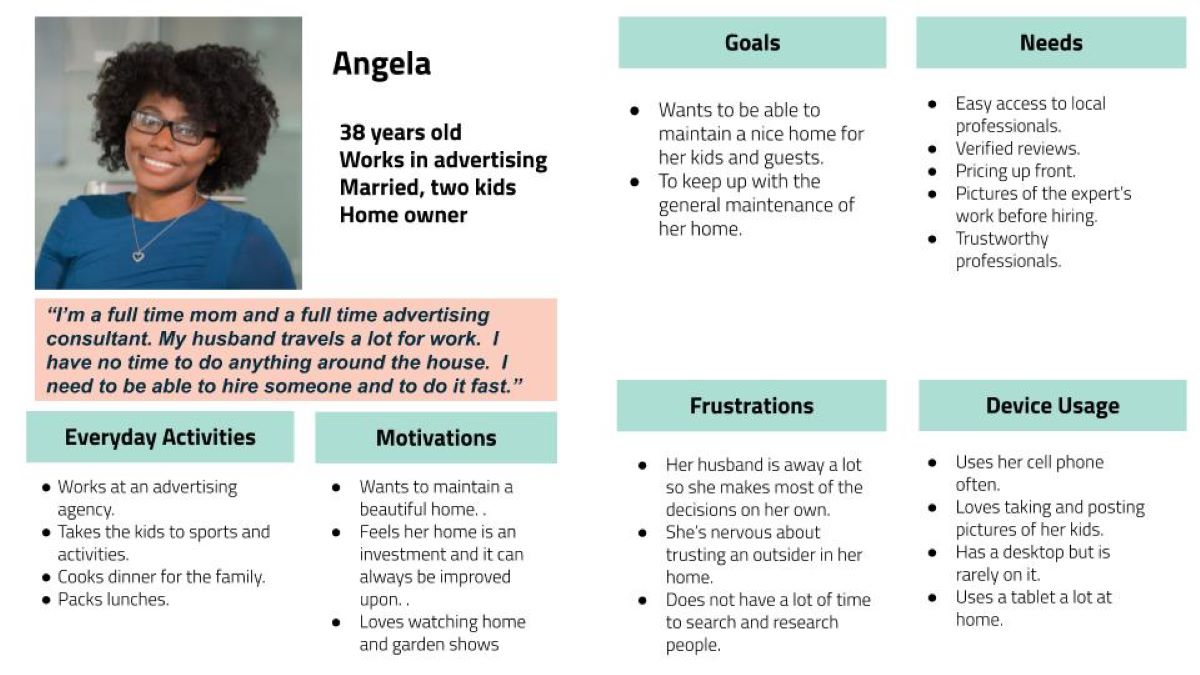 Angela
38 years old
Works in advertising
Married, two kids
Home owner
“I’m a full time mom and a full time advertising
consultant. My husband travels a lot for work.  I
have no time to do anything around the house.  I
need to be able to hire someone and to do it fast.”
Everyday Activities
● Works at an advertising
agency.
● Takes the kids to sports and
activities.
● Cooks dinner for the family.
● Packs lunches.
Motivations
● Wants to maintain a
beautiful home. .
● Feels her home is an
investment and it can
always be improved
upon. .
● Loves watching home
and garden shows
Goals
● Wants to be able to
maintain a nice home for
her kids and guests.
● To keep up with the
general maintenance of
her home.
Needs
● Easy access to local
professionals.
● Verified reviews.
● Pricing up front.
● Pictures of the expert’s
work before hiring.
● Trustworthy
professionals.
Frustrations
● Her husband is away a lot
so she makes most of the
decisions on her own.
● She’s nervous about
trusting an outsider in her
home.
● Does not have a lot of time
to search and research
people.
Device Usage
● Uses her cell phone
often.
● Loves taking and posting
pictures of her kids.
● Has a desktop but is
rarely on it.
● Uses a tablet a lot at
home.